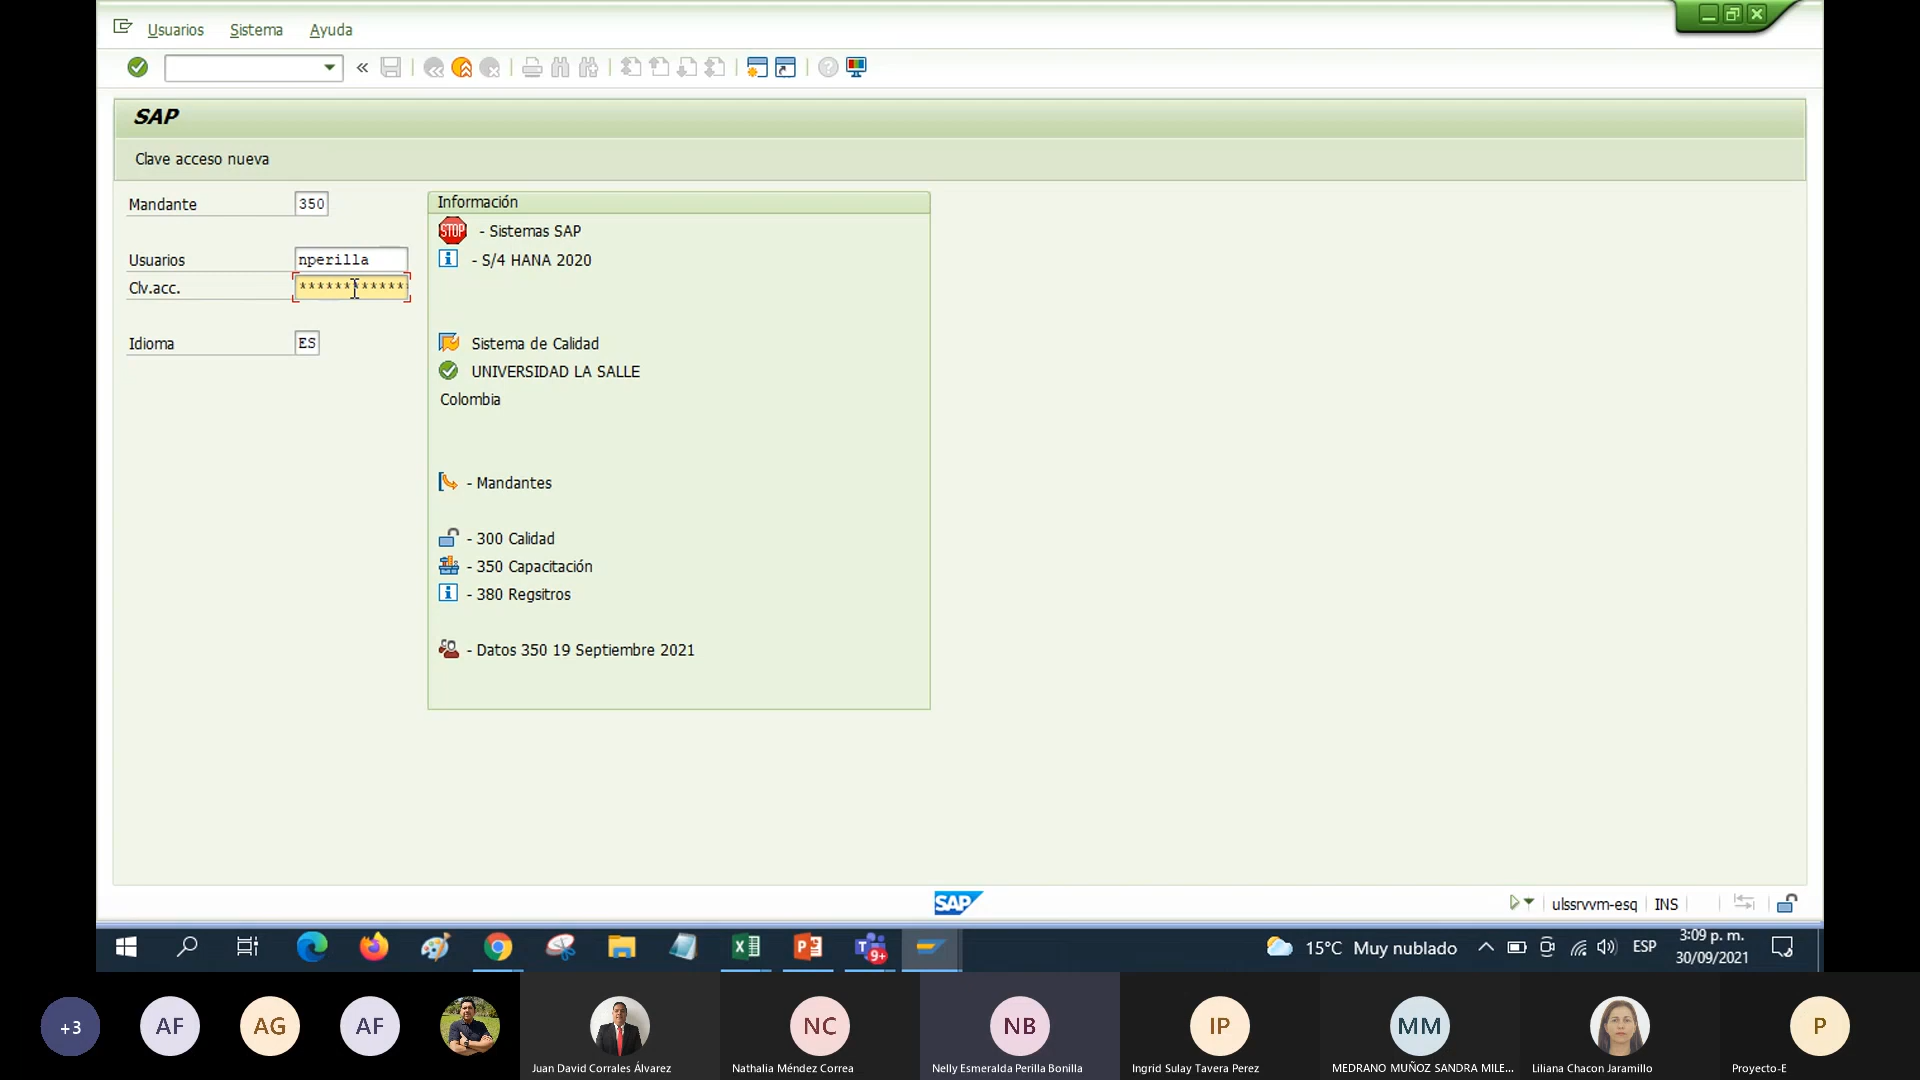 Usuarios Sistema Ayuda
SAP
Clave acceso nueva
Mandante 350
Usuarios nperilla
Clv.acc. ************
Idioma ES
Información
STOP - Sistemas SAP
- S/4 HANA 2020
Sistema de Calidad
UNIVERSIDAD LA SALLE
Colombia
- Mandantes
- 300 Calidad
- 350 Capacitación
- 380 Regsitros
- Datos 350 19 Septiembre 2021
SAP
ulssrvvm-esq INS
9+
15°C Muy nublado
ESP
3:09 p. m.
30/09/2021
+3
AF
AG
AF
Juan David Corrales Álvarez
NC
Nathalia Méndez Correa
NB
Nelly Esmeralda Perilla Bonilla
IP
Ingrid Sulay Tavera Perez
MM
MEDRANO MUÑOZ SANDRA MILE...
Liliana Chacon Jaramillo
P
Proyecto-E